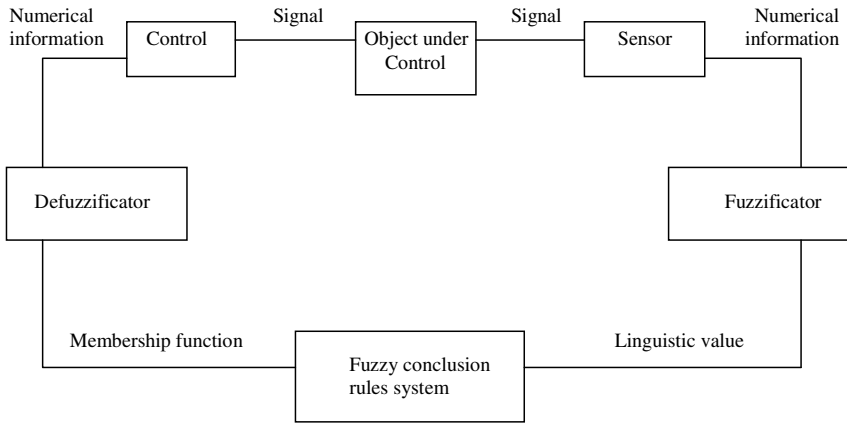 Numerical
information
Control
Signal
Object under
Control
Signal
Sensor
Numerical
information
Defuzzificator
Fuzzificator
Membership function
Fuzzy conclusion
rules system
Linguistic value